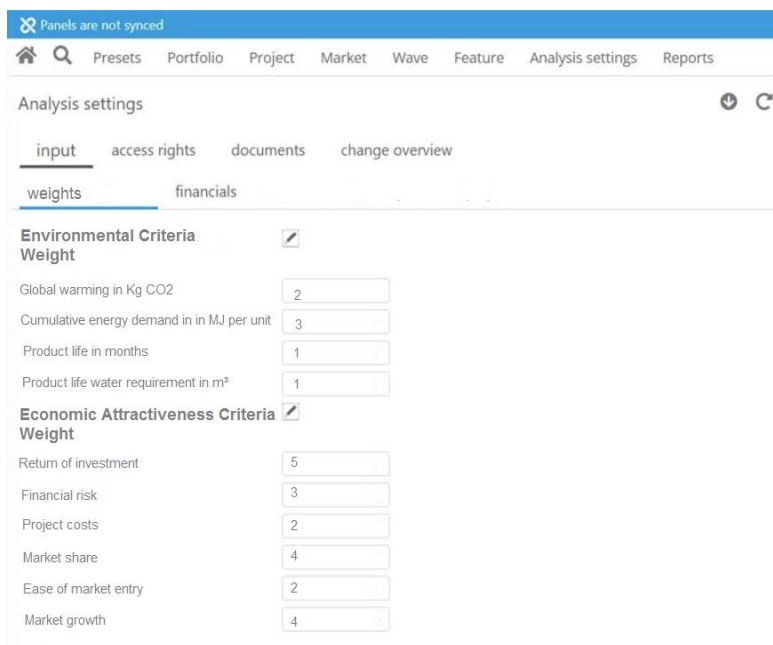 Panels are not synced
Presets Portfolio Project Market Wave Feature Analysis settings Reports
Analysis settings
input access rights documents change overview
weights financials
Environmental Criteria
Weight
Global warming in Kg CO2 2
Cumulative energy demand in in MJ per unit 3
Product life in months 1
Product life water requirement in m³ 1
Economic Attractiveness Criteria
Weight
Return of investment 5
Financial risk 3
Project costs 2
Market share 4
Ease of market entry 2
Market growth 4